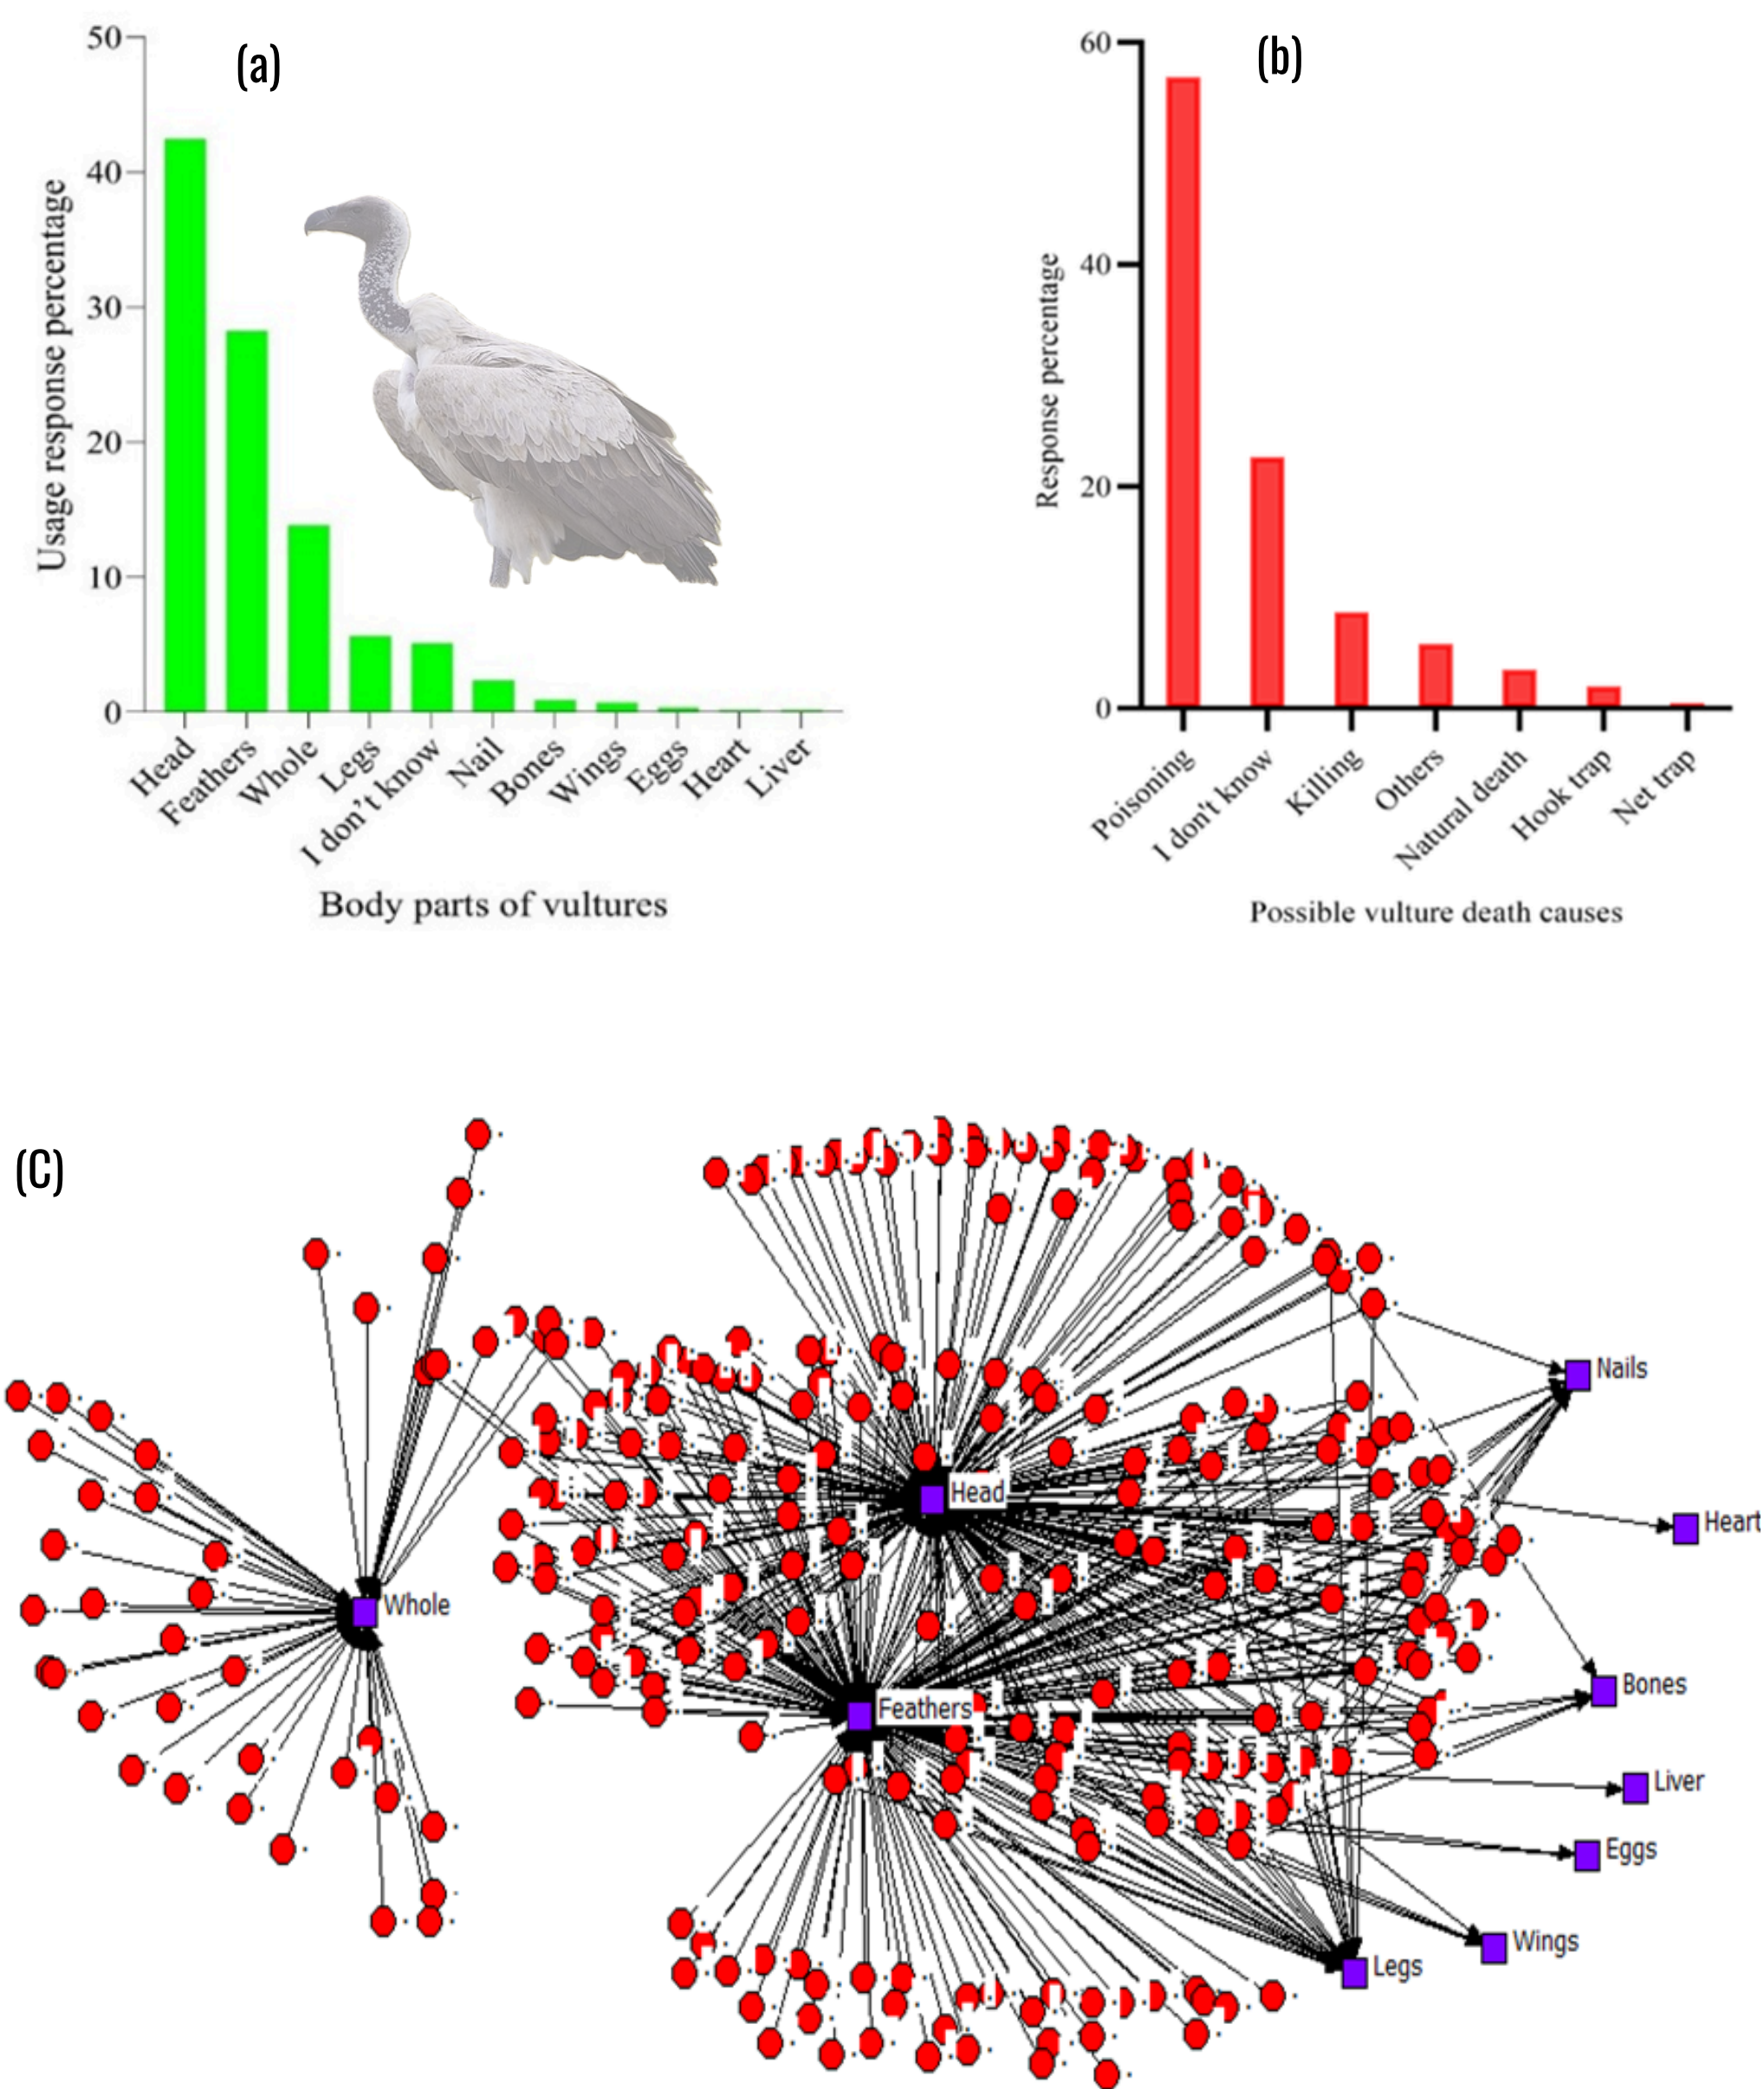 (a)
50
40
30
20
10
0
Usage response percentage
Head
Feathers
Whole
Legs
I don't know
Nail
Bones
Wings
Eggs
Heart
Liver
Body parts of vultures
(b)
60
40
20
0
Response percentage
Poisoning
I don't know
Killing
Others
Natural death
Hook trap
Net trap
Possible vulture death causes
(C)
Nails
Head
Heart
Whole
Bones
Feathers
Liver
Eggs
Wings
Legs